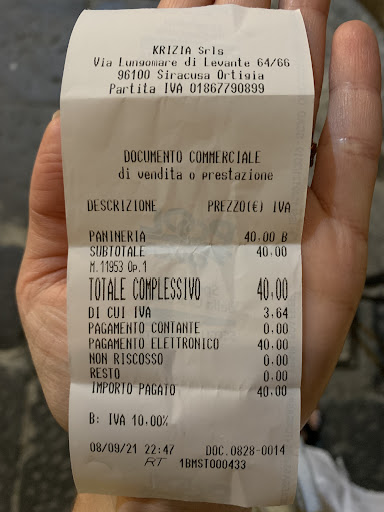 KRIZIA Srls
Via Lungomare di Levante 64/66
96100 Siracusa Ortigia
Partita IVA 01867790899
DOCUMENTO COMMERCIALE
di vendita o prestazione
DESCRIZIONE PREZZO(€) IVA
PANINERIA 40.00 B
SUBTOTALE 40.00
M.11953 Op.1
TOTALE COMPLESSIVO 40.00
DI CUI IVA 3.64
PAGAMENTO CONTANTE 0.00
PAGAMENTO ELETTRONICO 40.00
NON RISCOSSO 0.00
RESTO 0.00
IMPORTO PAGATO 40.00
B: IVA 10.00%
08/09/21 22:47 DOC.0828-0014
RT 1BMST000433